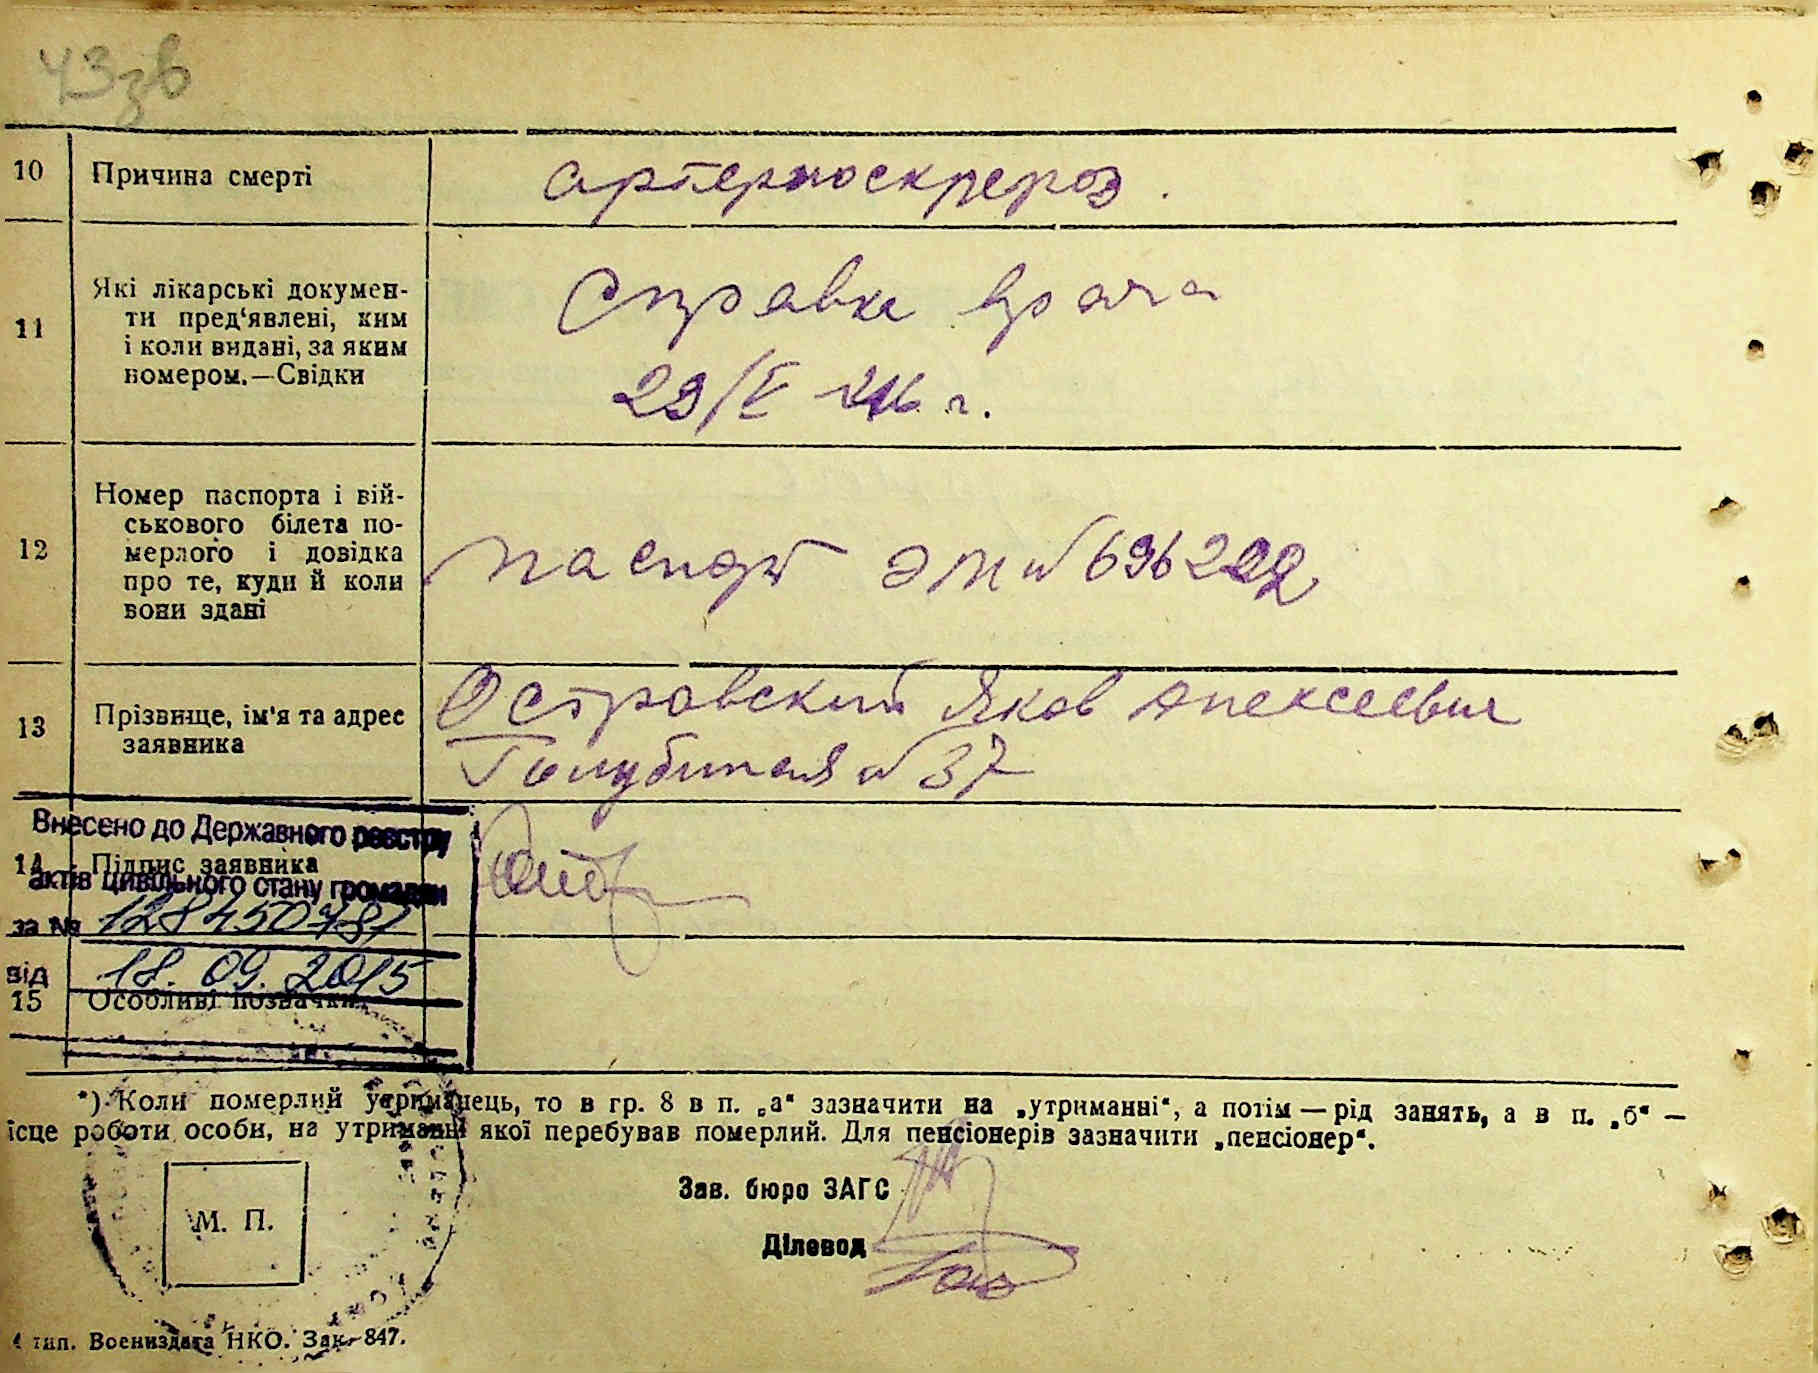 43зв
10 Причина смерті
артериосклероз.
11 Які лікарські докумен-
ти пред‘явлені, ким
і коли видані, за яким
номером.—Свідки
Справка врача
29/V 46 г.
12 Номер паспорта і вій-
ськового білета по-
мерлого і довідка
про те, куди й коли
вони здані
паспорт ЭМ №
13 Прізвище, ім'я та адрес
заявника
Островский Яков Алексеевич
№ 37
Внесено до Державного реєстру
14 Підпис заявника
актів цивільного стану громадян
за №
від 18. 09. 2015
15 Особливі позначки
*) Коли померлий утриманець, то в гр. 8 в п. „а“ зазначити на „утриманні“, а потім — рід занять, а в п. „б“ —
ісце роботи особи, на утриманні якої перебував померлий. Для пенсіонерів зазначити „пенсіонер“.
Зав. бюро ЗАГС
М. П.
Діловод
тип. Воениздата НКО. Зак. 847.